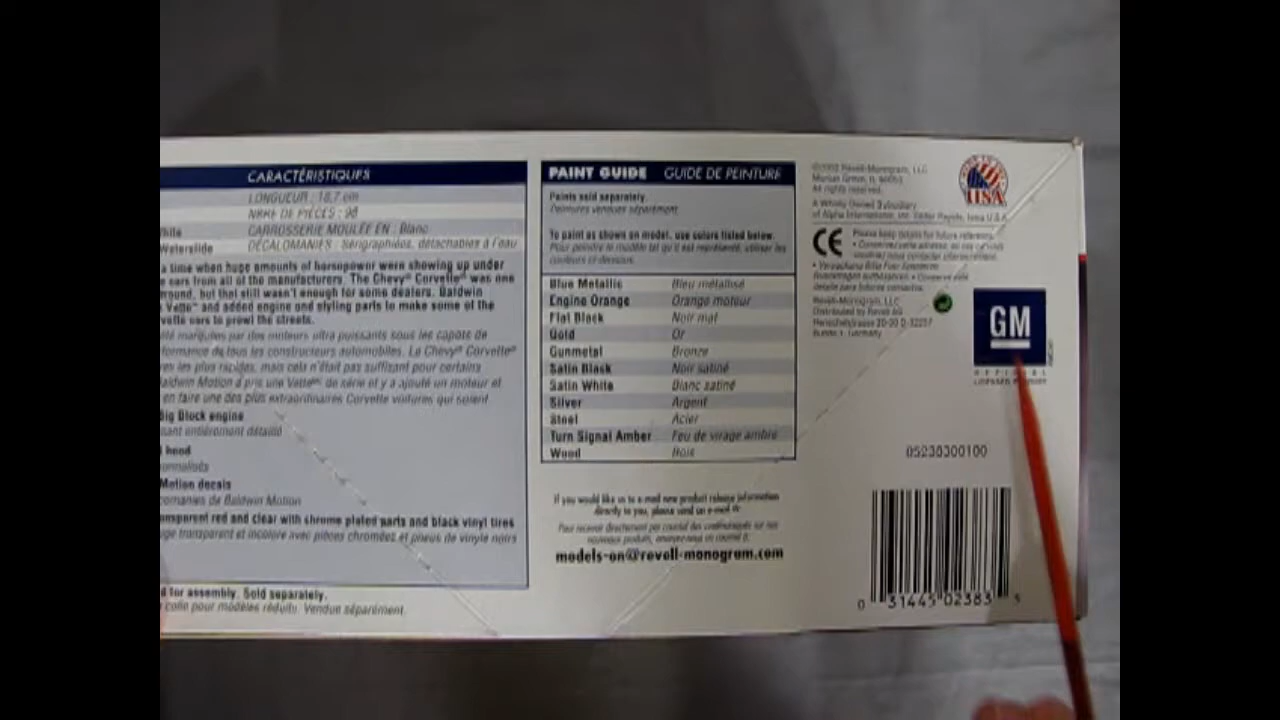 CARACTÉRISTIQUES
LONGUEUR : 18,7 cm
NBRE DE PIÈCES : 98
hite CARROSSERIE MOULÉE EN : Blanc
Waterslide DÉCALOMANIES : Sérigraphiées, détachables à l'eau
a time when huge amounts of horsepower were showing up under
cars from all of the manufacturers. The Chevy® Corvette® was one
round, but that still wasn't enough for some dealers. Baldwin
Vette™ and added engine and styling parts to make some of the
vette cars to prowl the streets.
marquées par des moteurs ultra puissants sous les capots de
formance de tous les constructeurs automobiles. La Chevy® Corvette®
res les plus rapides, mais cela n'était pas suffisant pour certains
Baldwin Motion a pris une Vette™ de série et y a ajouté un moteur et
en faire une des plus extraordinaires Corvette voitures qui soient
Big Block engine
sant entièrement détaillé
hood
onnalisés
Motion decals
comanies de Baldwin Motion
ansparent red and clear with chrome plated parts and black vinyl tires
ge transparent et incolore avec pièces chromées et pneus de vinyle noirs
d for assembly. Sold separately.
colle pour modèles réduits. Vendue séparément.
PAINT GUIDE GUIDE DE PEINTURE
Paints sold separately.
Peintures vendues séparément.
To paint as shown on model, use colors listed below.
Pour peindre le modèle tel qu'il est représenté, utiliser les
couleurs ci-dessous.
Blue Metallic Bleu métallisé
Engine Orange Orange moteur
Flat Black Noir mat
Gold Or
Gunmetal Bronze
Satin Black Noir satiné
Satin White Blanc satiné
Silver Argent
Steel Acier
Turn Signal Amber Feu de virage ambre
Wood Bois
If you would like us to e-mail new product release information
directly to you, please send an e-mail to:
Pour recevoir directement par courriel des communiqués sur nos
nouveaux produits, envoyez-nous un courriel à:
models-on@revell-monogram.com
©2002 Revell-Monogram, LLC
Morton Grove, IL 60053
All rights reserved.
A Wholly Owned Subsidiary
of Alpha International, Inc. Cedar Rapids, Iowa U.S.A.
USA
CE
Please keep details for future reference.
Revell-Monogram, LLC
Distributed by Revell AG
Henschelstrasse 20-30 D-32257
Bünde 1, Germany
GM
OFFICIAL
LICENSED PRODUCT
05238300100
0 31445 02383 5